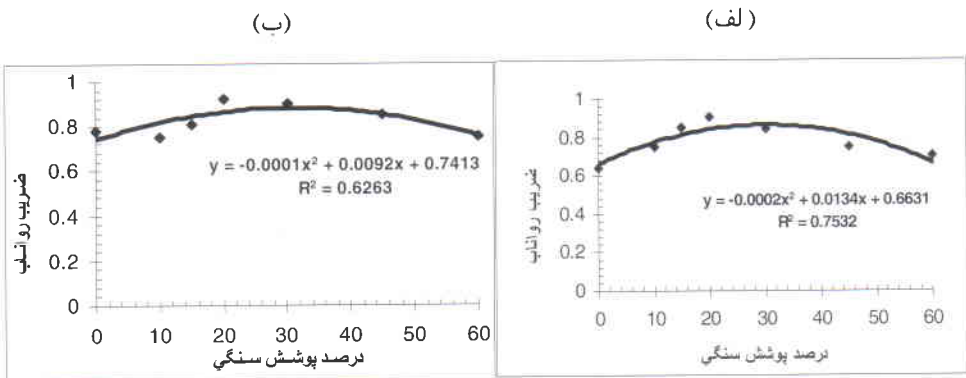 (لف)
1
0.8
0.6
0.4
0.2
0
ضریب رواناب
y = -0.0002x² + 0.0134x + 0.6631
R² = 0.7532
0 10 20 30 40 50 60
درصد پوشش سنگي
(ب)
1
0.8
0.6
0.4
0.2
0
ضریب رواناب
y = -0.0001x² + 0.0092x + 0.7413
R² = 0.6263
0 10 20 30 40 50 60
درصد پوشش سنگي